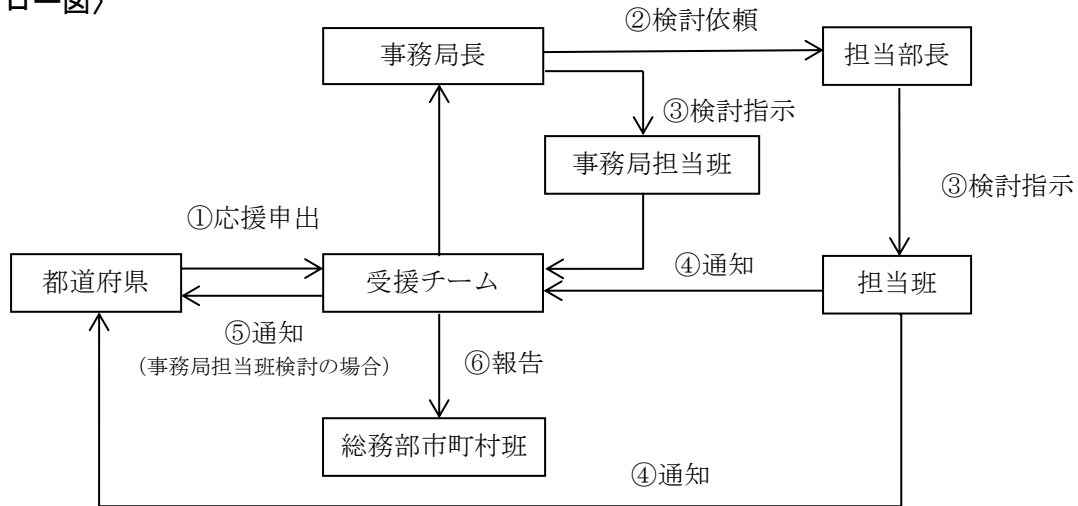 ロー図〉
②検討依頼
事務局長
担当部長
③検討指示
事務局担当班
③検討指示
①応援申出
④通知
都道府県
受援チーム
担当班
⑤通知
（事務局担当班検討の場合）
⑥報告
総務部市町村班
④通知